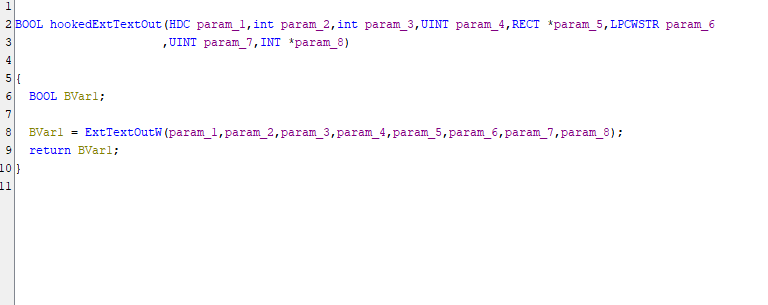 1
2 BOOL hookedExtTextOut(HDC param_1,int param_2,int param_3,UINT param_4,RECT *param_5,LPCWSTR param_6
3 ,UINT param_7,INT *param_8)
4
5 {
6 BOOL BVar1;
7
8 BVar1 = ExtTextOutW(param_1,param_2,param_3,param_4,param_5,param_6,param_7,param_8);
9 return BVar1;
10 }
11